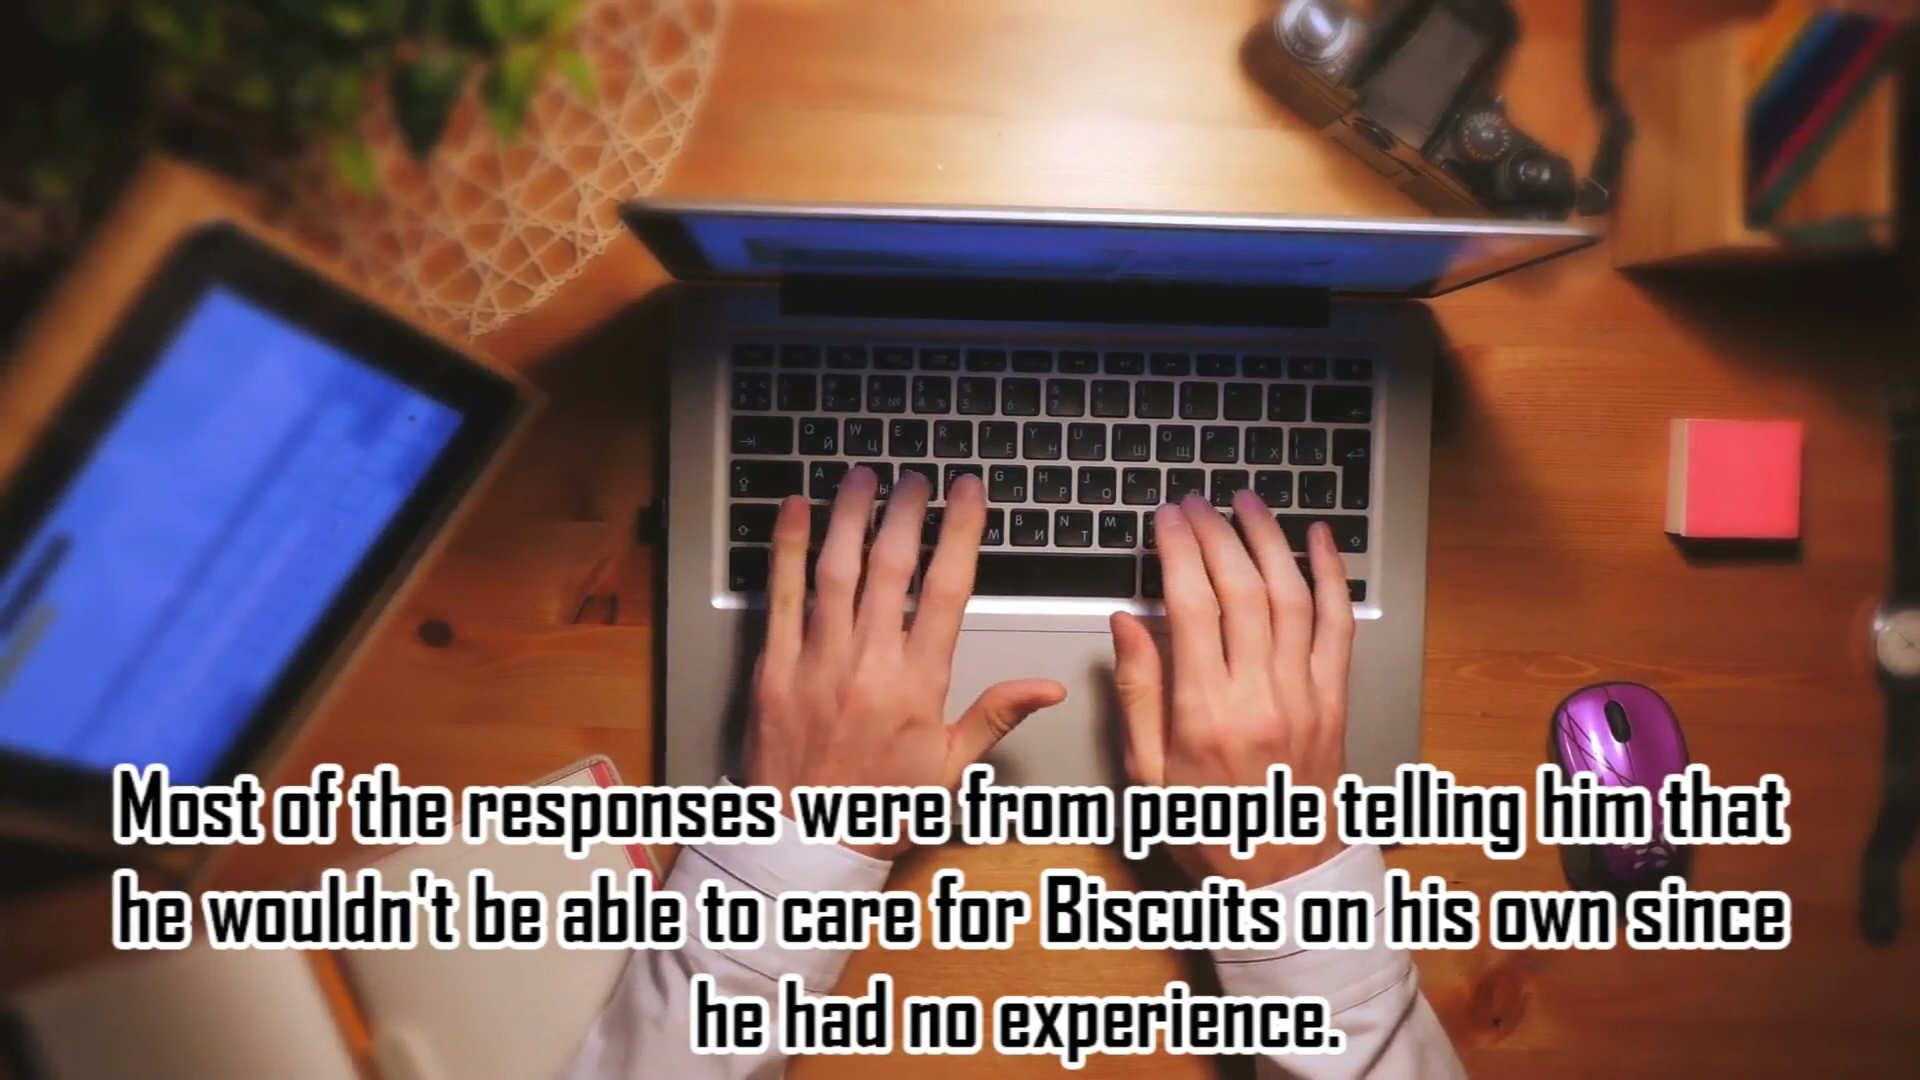 Most of the responses were from people telling him that
he wouldn't be able to care for Biscuits on his own since
he had no experience.